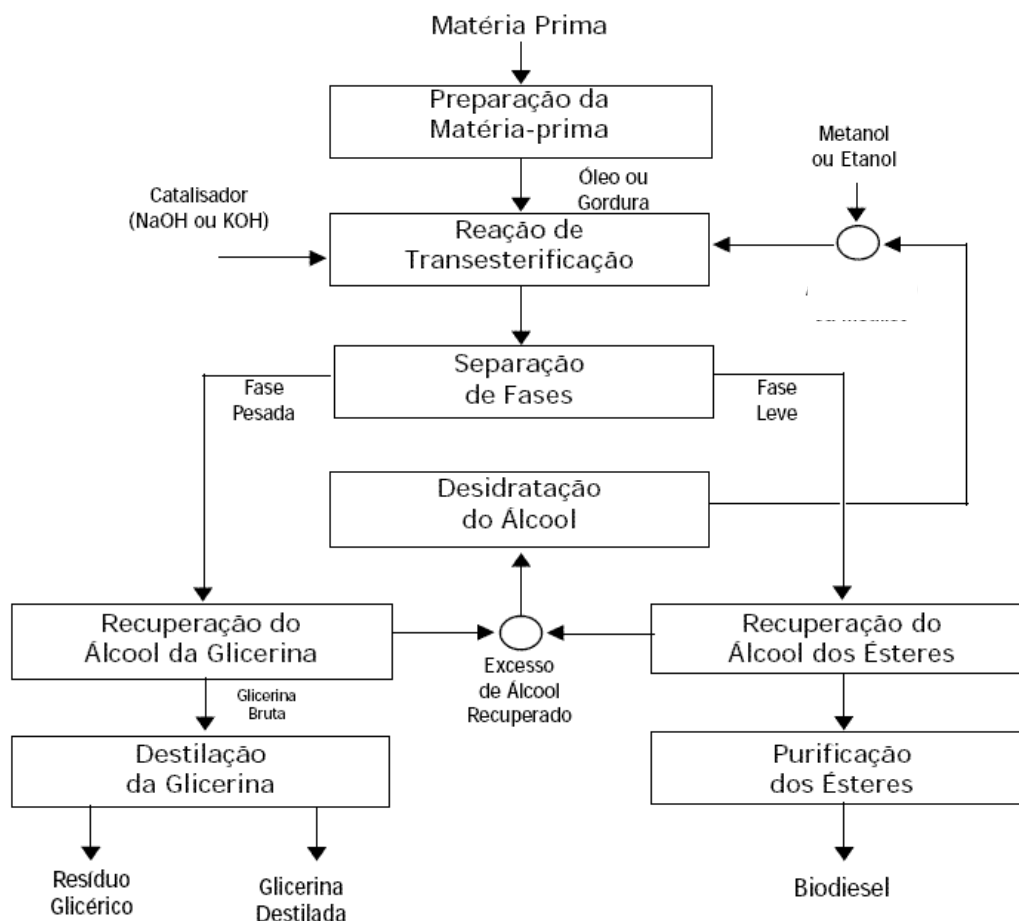 Matéria Prima
Preparação da
Matéria-prima
Metanol
ou Etanol
Óleo ou
Gordura
Catalisador
(NaOH ou KOH)
Reação de
Transesterificação
Separação
de Fases
Fase
Pesada
Fase
Leve
Desidratação
do Álcool
Recuperação do
Álcool da Glicerina
Excesso
de Álcool
Recuperado
Recuperação do
Álcool dos Ésteres
Glicerina
Bruta
Destilação
da Glicerina
Purificação
dos Ésteres
Resíduo
Glicérico
Glicerina
Destilada
Biodiesel